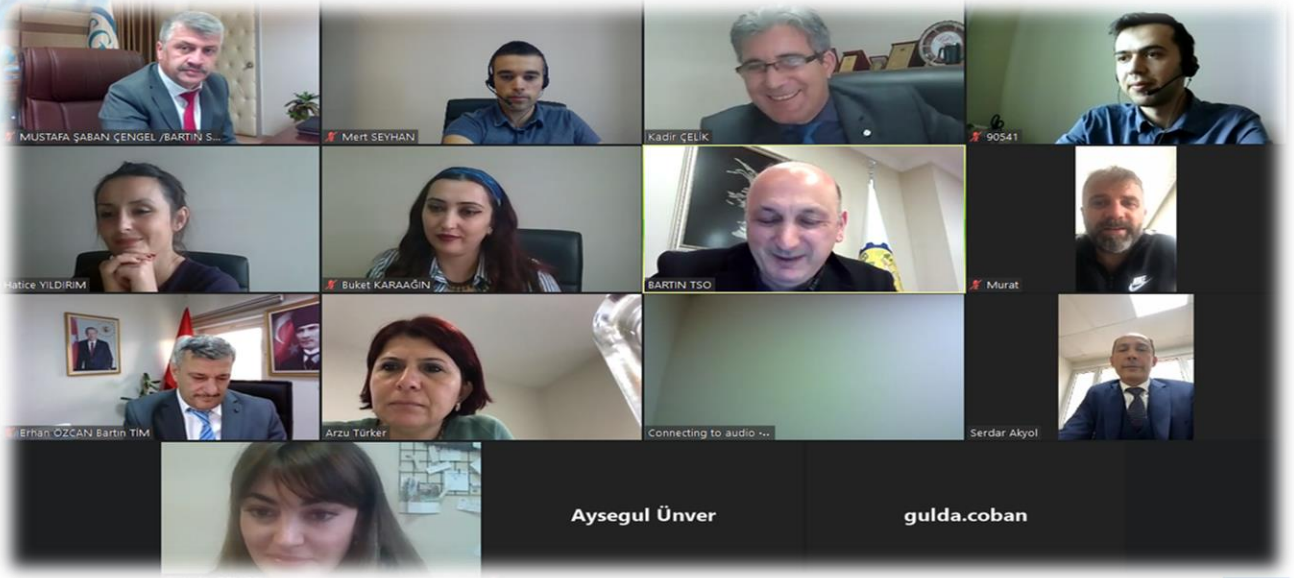 MUSTAFA ŞABAN ÇENGEL /BARTIN S...
Mert SEYHAN
Kadir ÇELİK
90541
Hatice YILDIRIM
Buket KARAAĞIN
BARTIN TSO
Murat
Erhan ÖZCAN Bartın TİM
Arzu Türker
Connecting to audio ...
Serdar Akyol
Aysegul Ünver
gulda.coban